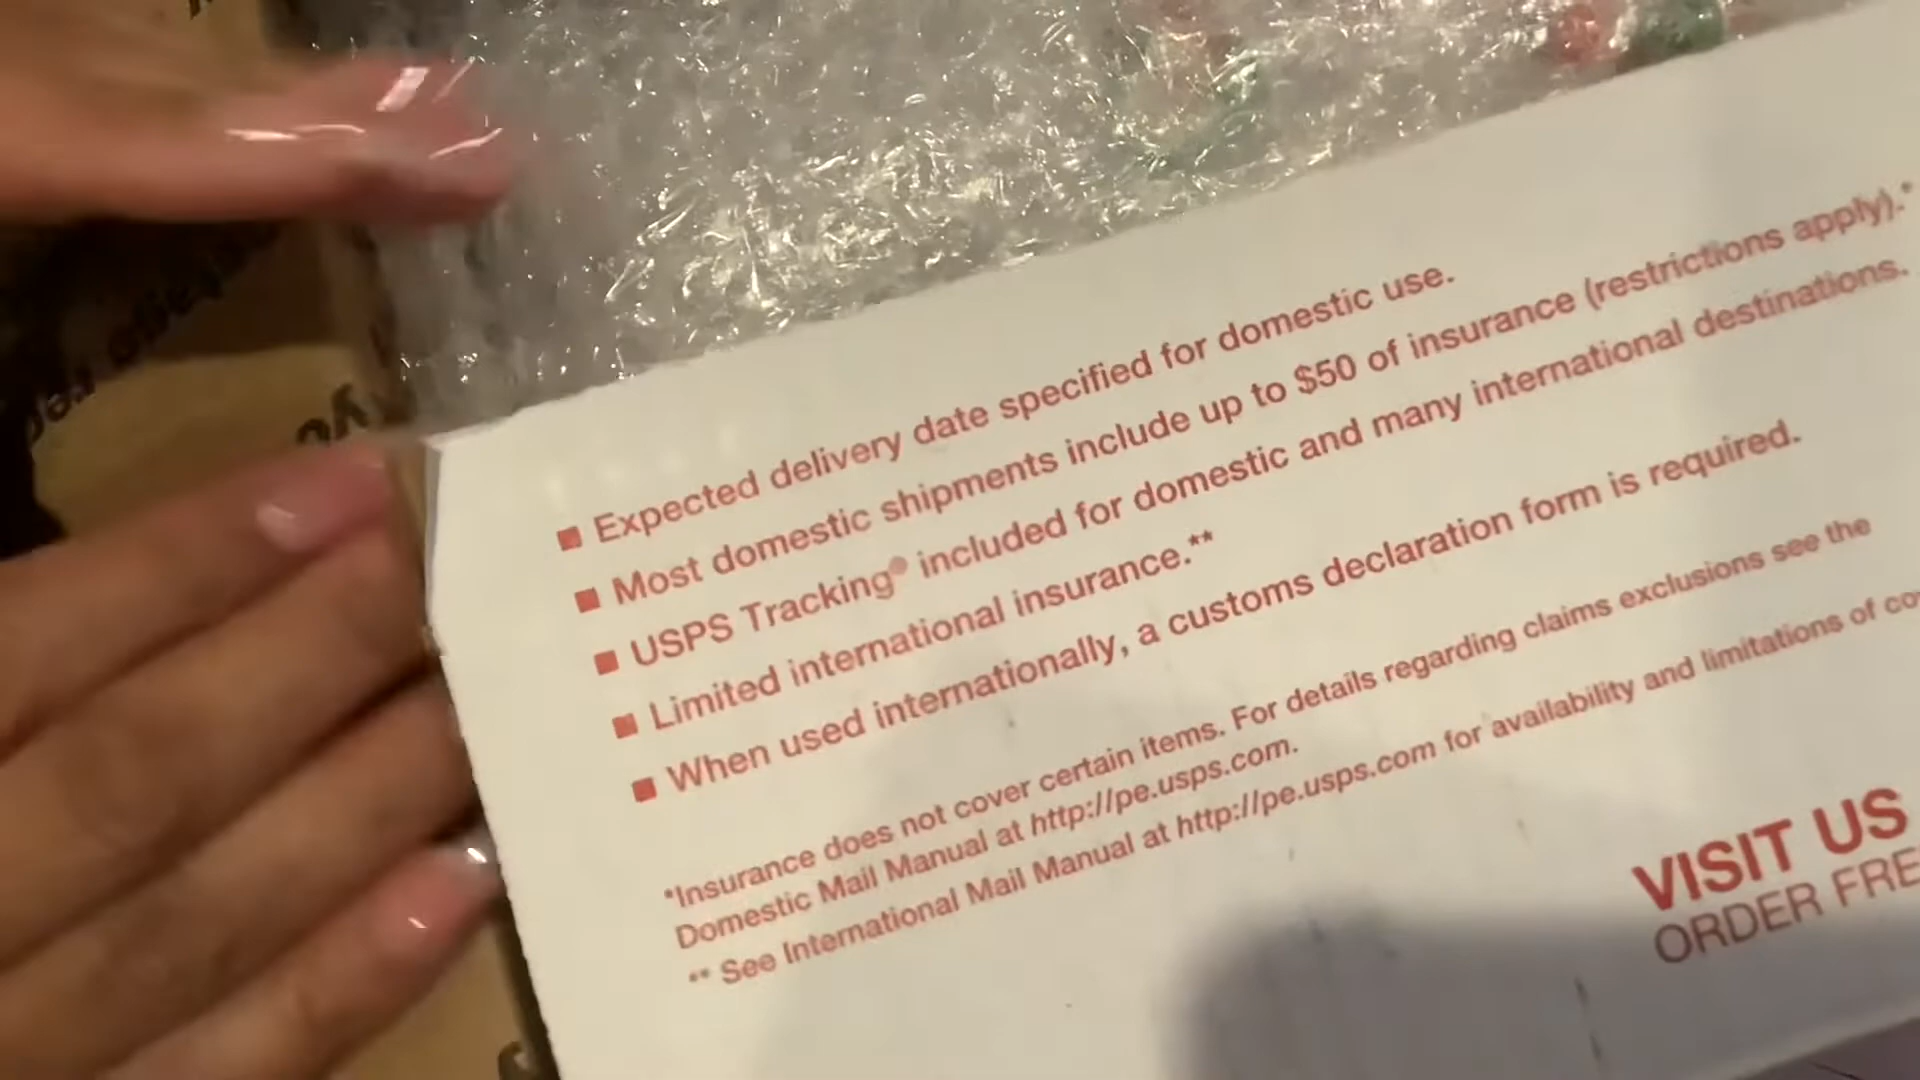 ■ Expected delivery date specified for domestic use.
■ Most domestic shipments include up to $50 of insurance (restrictions apply).*
■ USPS Tracking® included for domestic and many international destinations.
■ Limited international insurance.**
■ When used internationally, a customs declaration form is required.
*Insurance does not cover certain items. For details regarding claims exclusions see the
Domestic Mail Manual at http://pe.usps.com.
** See International Mail Manual at http://pe.usps.com for availability and limitations of
VISIT US
ORDER